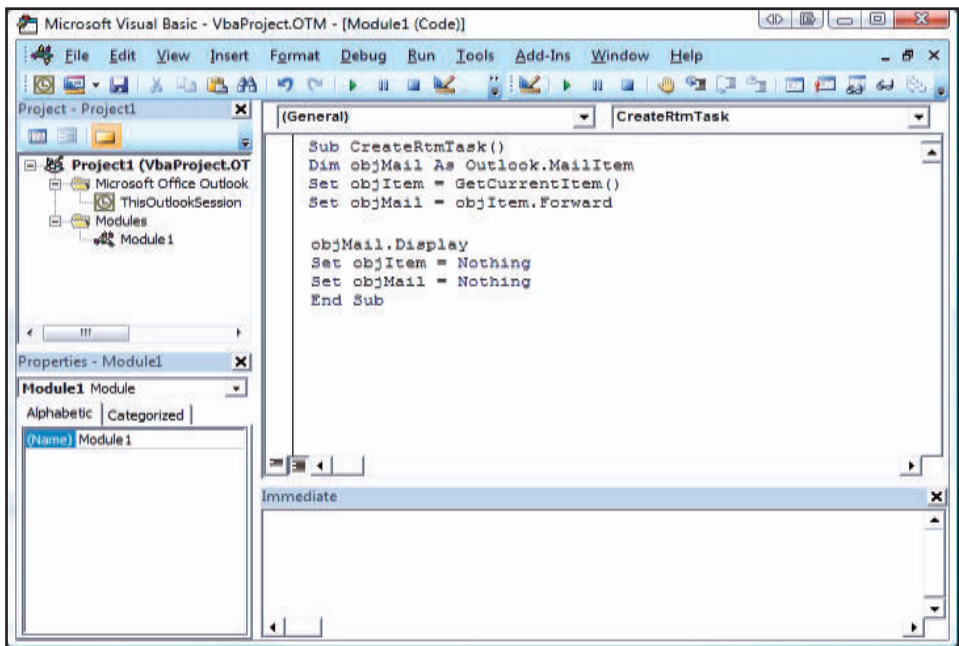 Microsoft Visual Basic - VbaProject.OTM - [Module1 (Code)]
File Edit View Insert Format Debug Run Tools Add-Ins Window Help
Project - Project1
Project1 (VbaProject.OT
Microsoft Office Outlook
ThisOutlookSession
Modules
Module1
Properties - Module1
Module1 Module
Alphabetic Categorized
(Name) Module1
(General) CreateRtmTask
Sub CreateRtmTask()
Dim objMail As Outlook.MailItem
Set objItem = GetCurrentItem()
Set objMail = objItem.Forward
objMail.Display
Set objItem = Nothing
Set objMail = Nothing
End Sub
Immediate